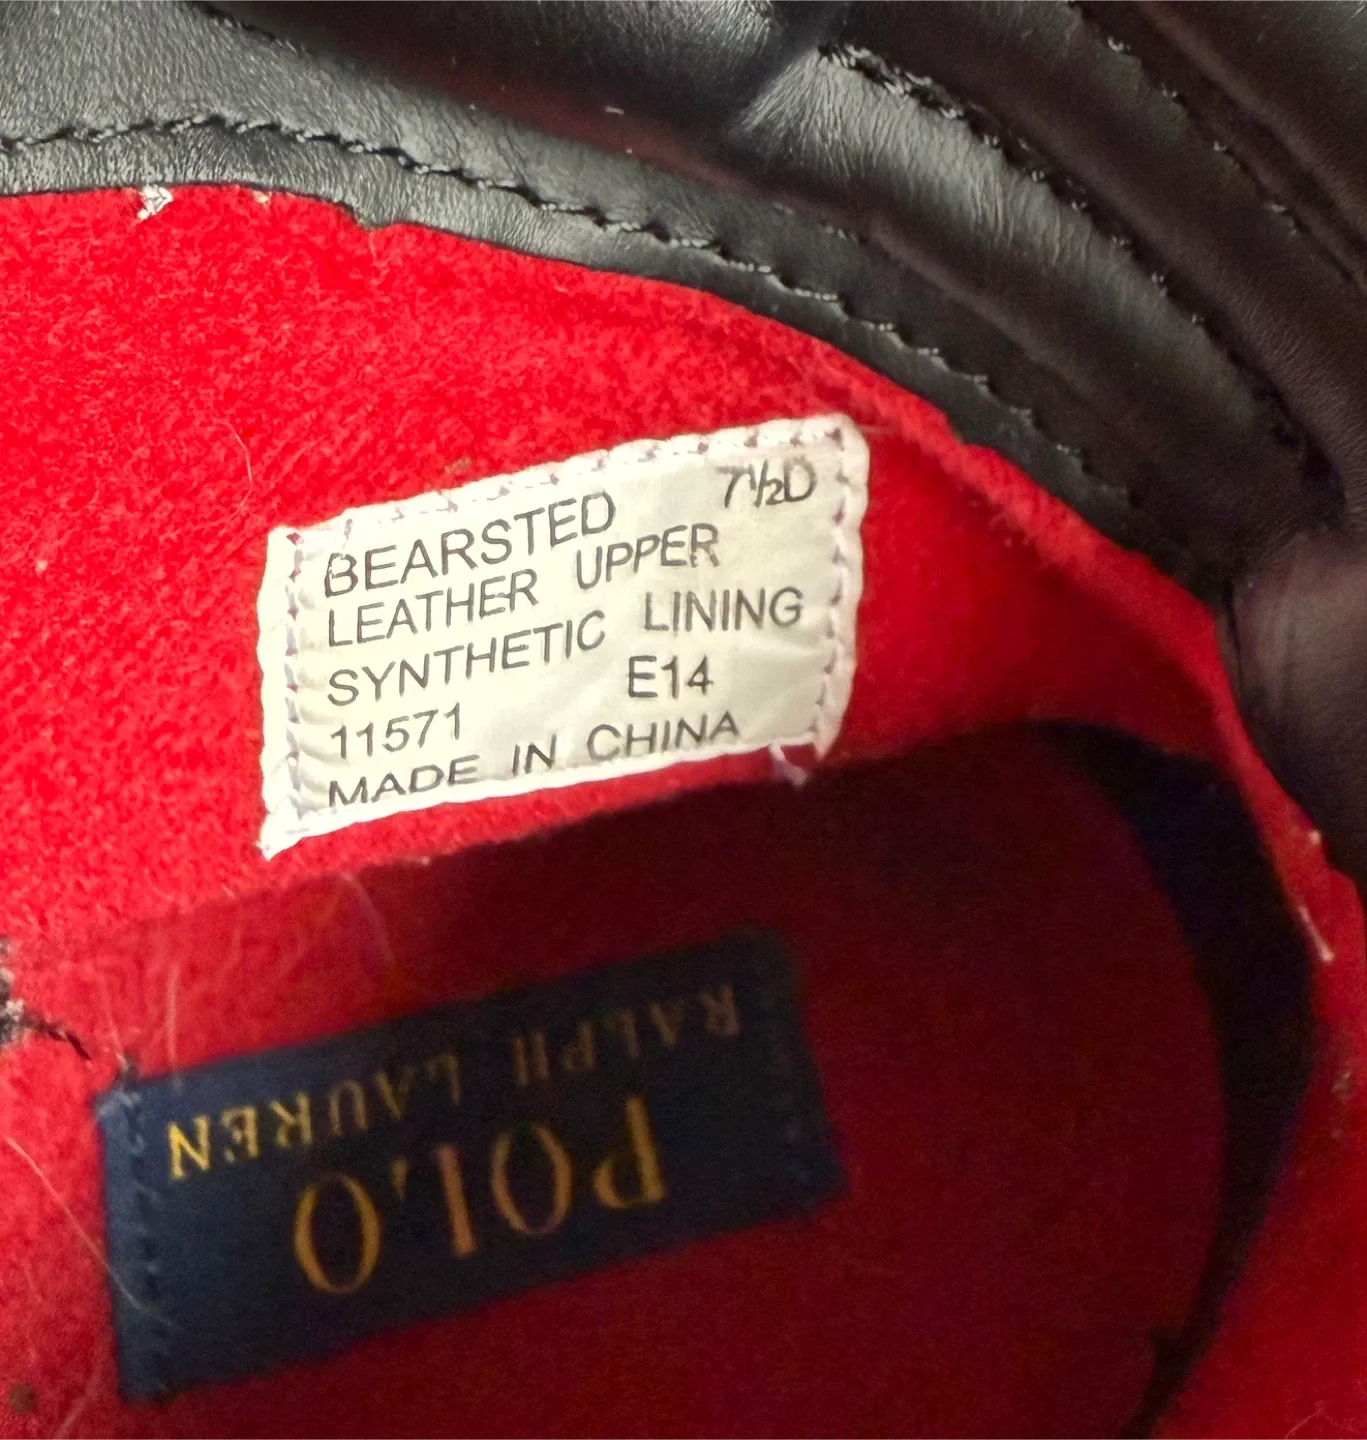 BEARSTED 7½D
LEATHER UPPER
SYNTHETIC LINING
11571 E14
MADE IN CHINA
POLO
RALPH LAUREN